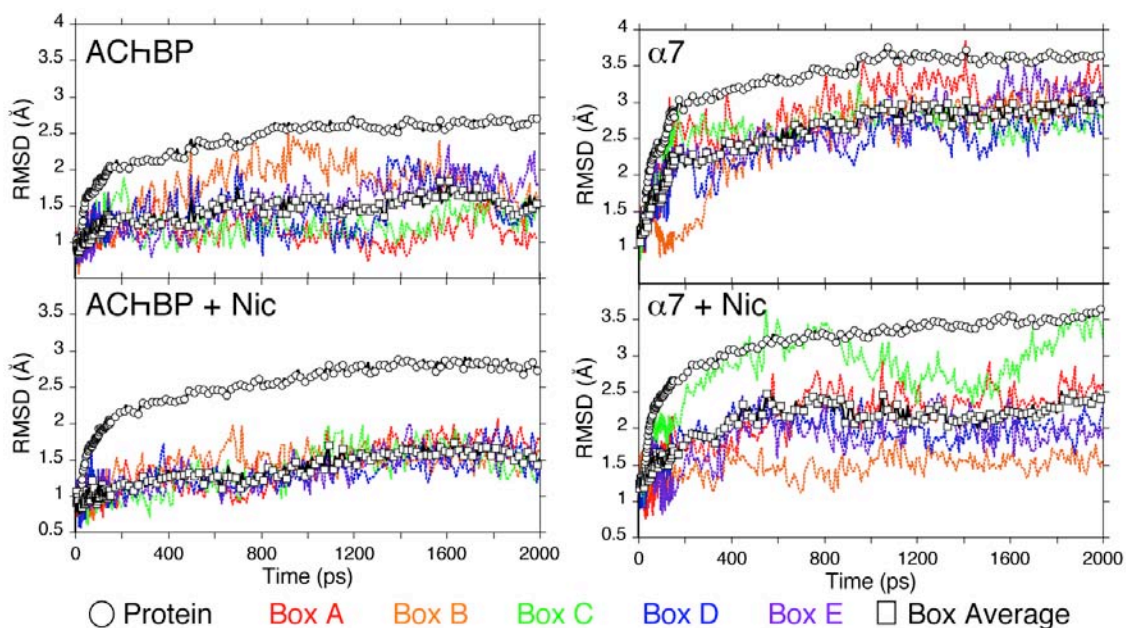 AChBP
4
3.5
3
2.5
2
1.5
1
RMSD (Å)
α7
4
3.5
3
2.5
2
1.5
1
RMSD (Å)
AChBP + Nic
3.5
3
2.5
2
1.5
1
0.5
RMSD (Å)
0 400 800 1200 1600 2000
Time (ps)
α7 + Nic
3.5
3
2.5
2
1.5
1
0.5
RMSD (Å)
0 400 800 1200 1600 2000
Time (ps)
Protein Box A Box B Box C Box D Box E Box Average